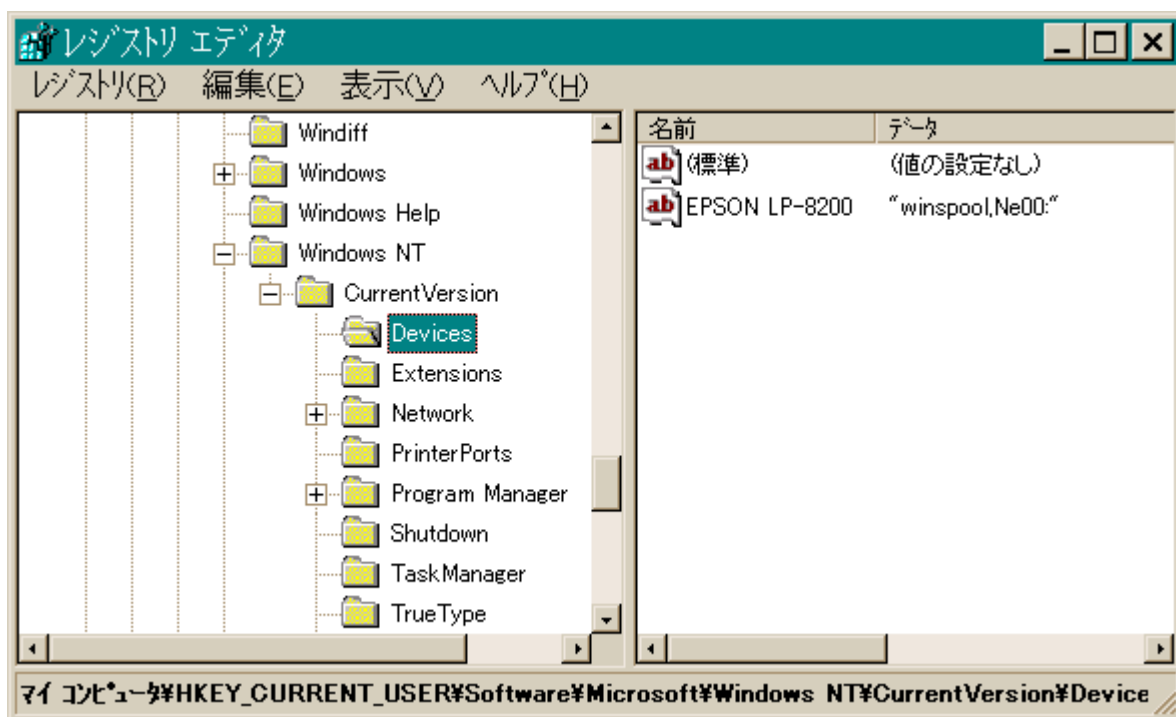 レジストリ エディタ
レジストリ(R) 編集(E) 表示(V) ヘルプ(H)
Windiff
Windows
Windows Help
Windows NT
CurrentVersion
Devices
Extensions
Network
PrinterPorts
Program Manager
Shutdown
TaskManager
TrueType
名前 データ
ab (標準) (値の設定なし)
ab EPSON LP-8200 "winspool,Ne00:"
マイ コンピュータ¥HKEY_CURRENT_USER¥Software¥Microsoft¥Windows NT¥CurrentVersion¥Device